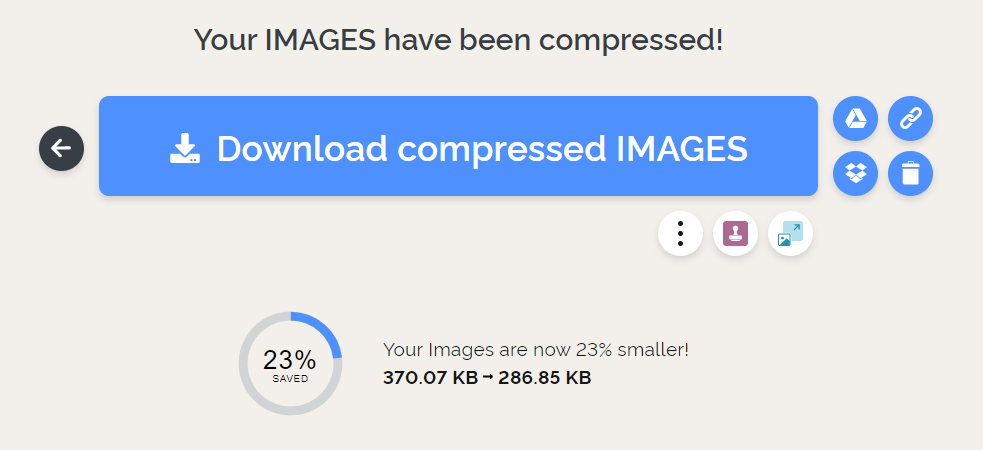 Your IMAGES have been compressed!
Download compressed IMAGES
23%
SAVED
Your Images are now 23% smaller!
370.07 KB → 286.85 KB